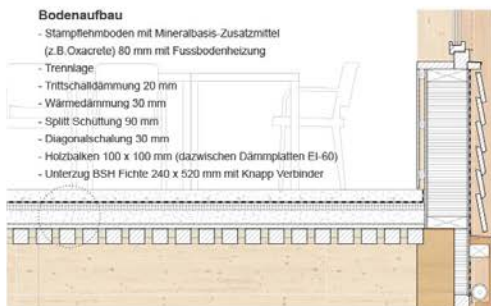 Bodenaufbau
- Stampflehmboden mit Mineralbasis-Zusatzmittel
(z.B.Oxacrete) 80 mm mit Fussbodenheizung
- Trennlage
- Trittschalldämmung 20 mm
- Wärmedämmung 30 mm
- Splitt Schüttung 90 mm
- Diagonalschalung 30 mm
- Holzbalken 100 x 100 mm (dazwischen Dämmplatten EI-60)
- Unterzug BSH Fichte 240 x 520 mm mit Knapp Verbinder